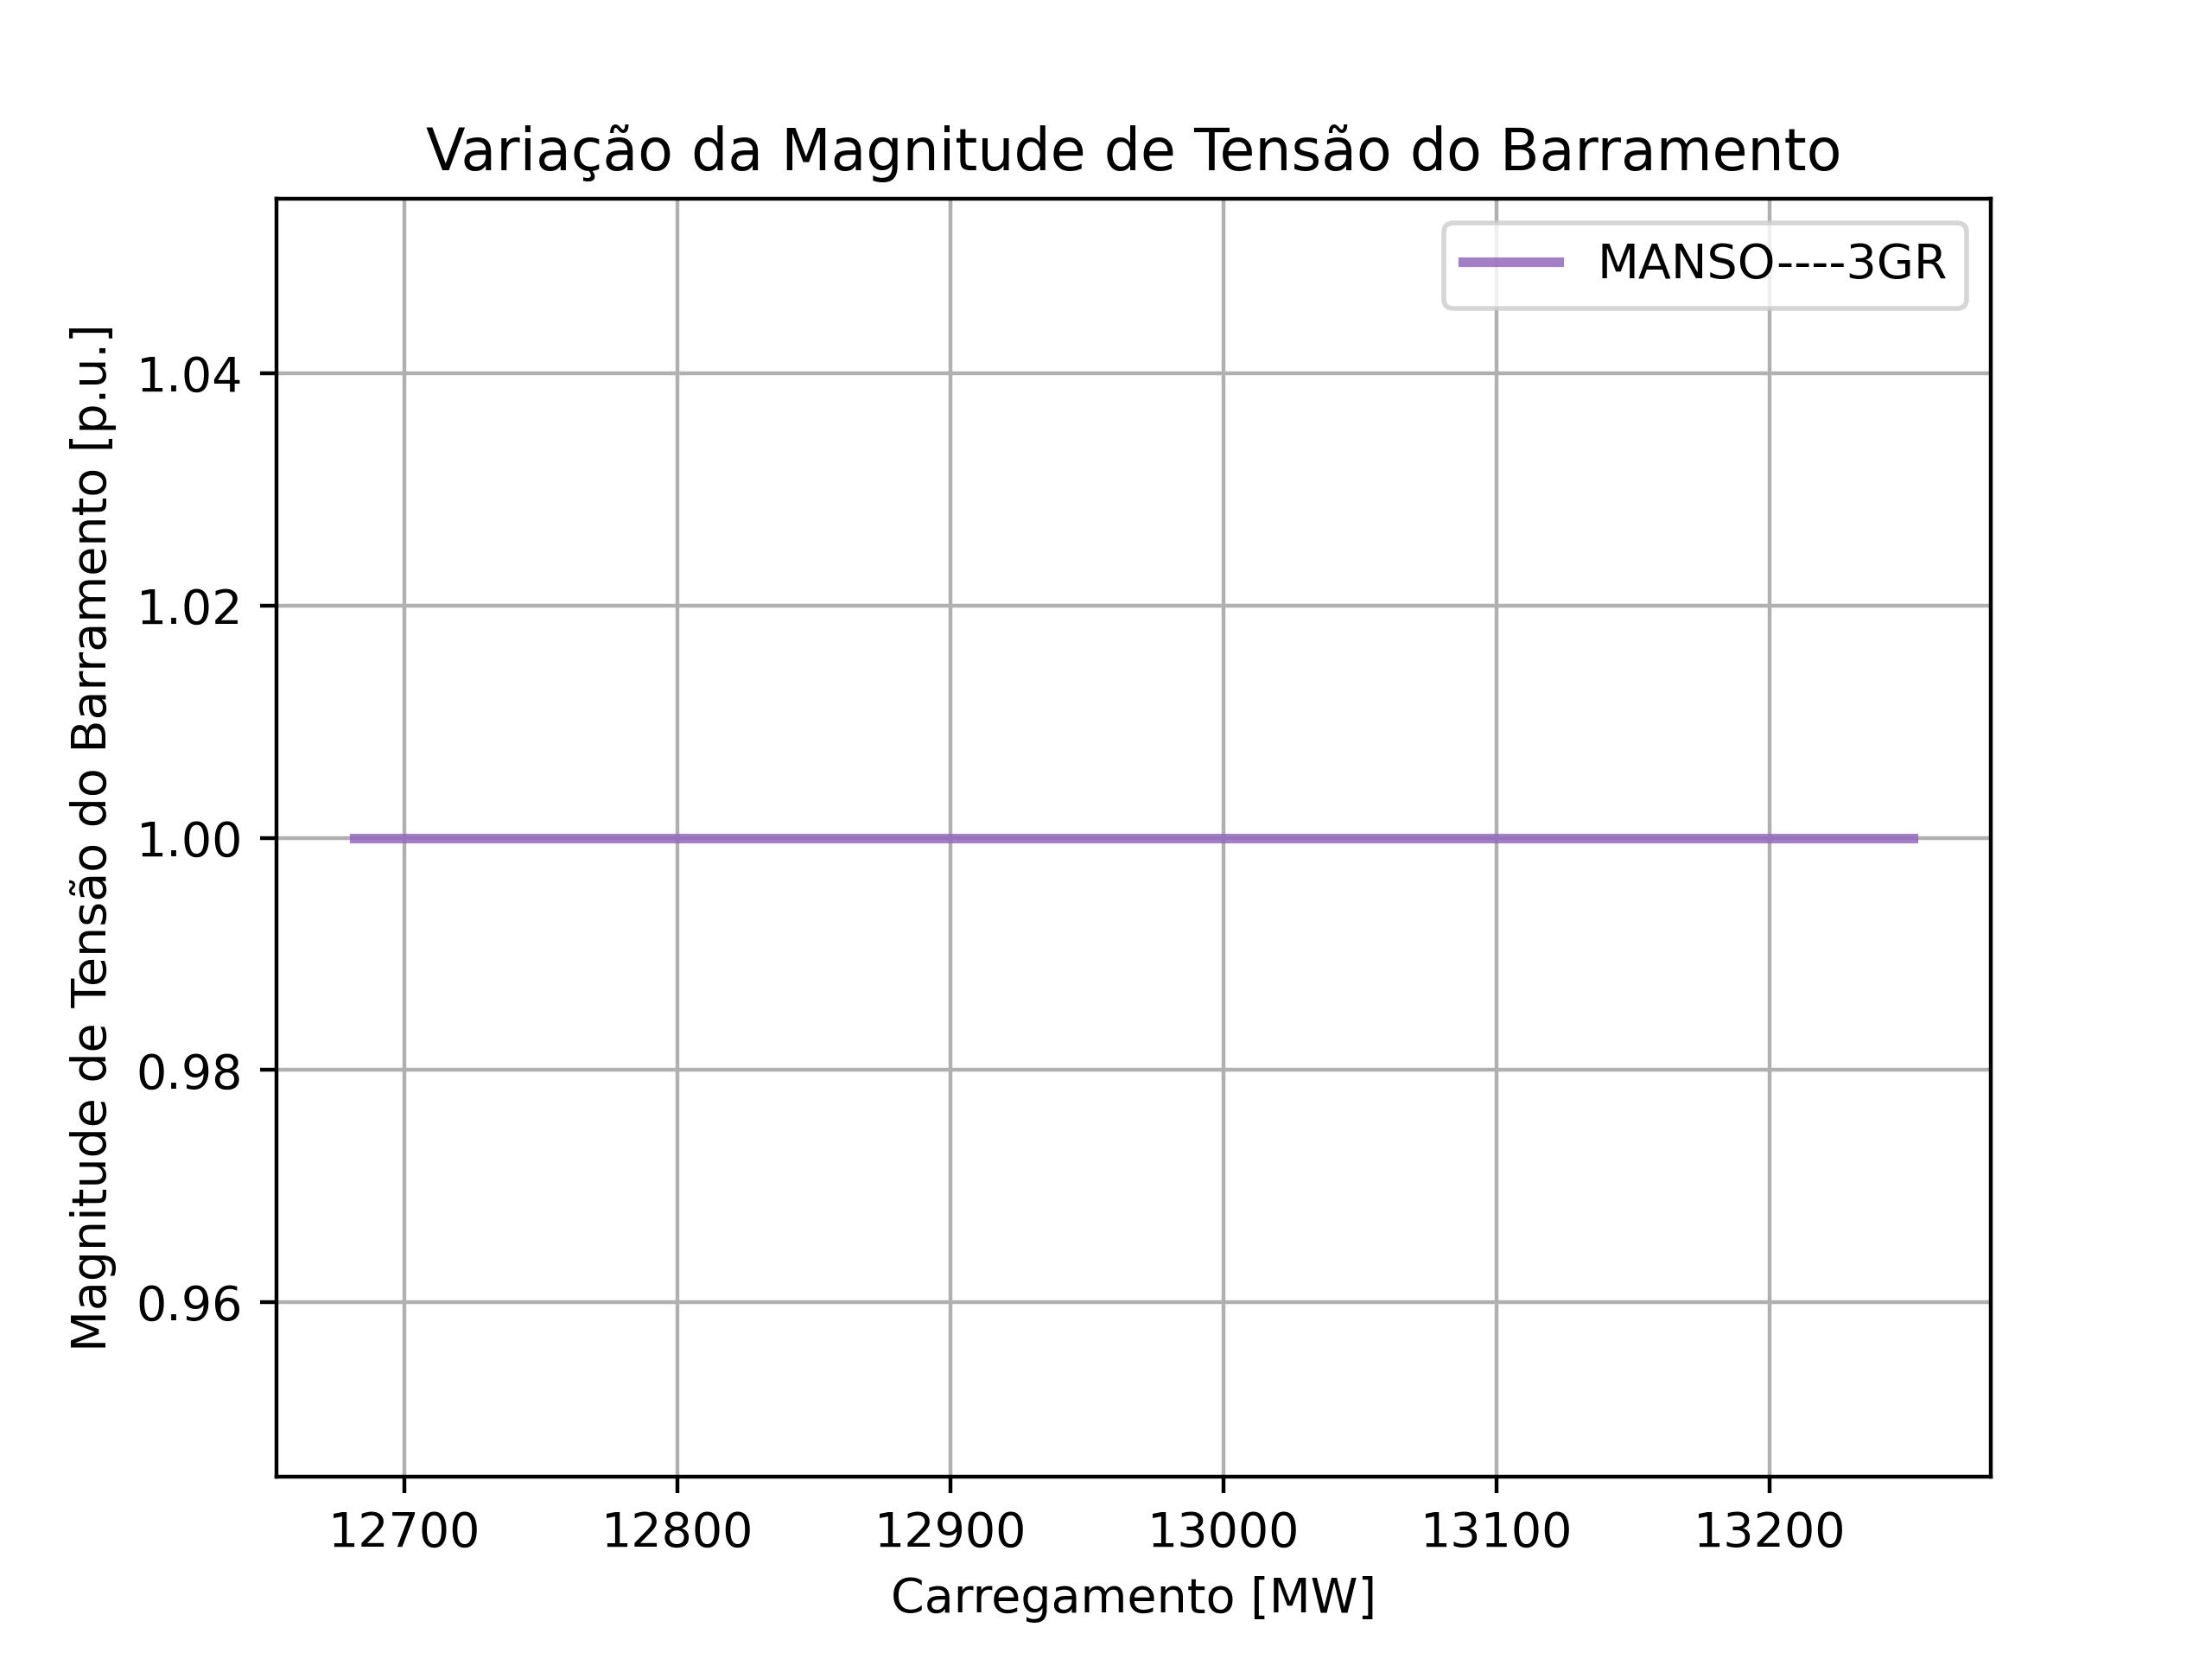 Variação da Magnitude de Tensão do Barramento
MANSO----3GR
Magnitude de Tensão do Barramento [p.u.]
1.04
1.02
1.00
0.98
0.96
12700 12800 12900 13000 13100 13200
Carregamento [MW]